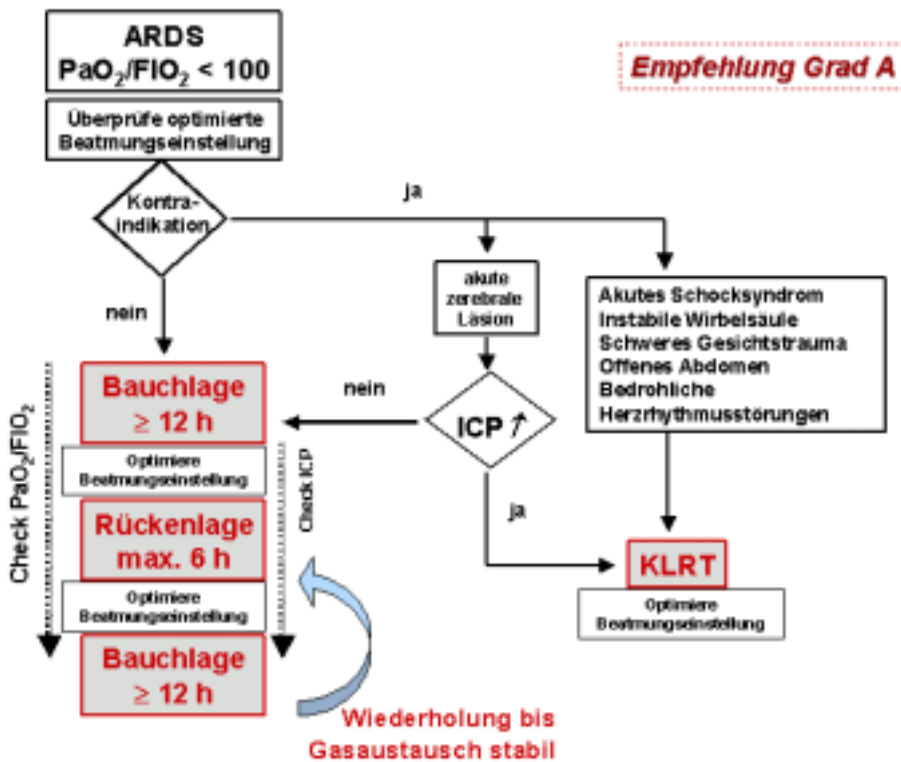 ARDS
PaO₂/FIO₂ < 100
Empfehlung Grad A
Überprüfe optimierte
Beatmungseinstellung
Kontra-
indikation
ja
nein
akute
zerebrale
Läsion
Akutes Schocksyndrom
Instabile Wirbelsäule
Schweres Gesichtstrauma
Offenes Abdomen
Bedrohliche
Herzrhythmusstörungen
ICP ↑
nein
ja
Bauchlage
≥ 12 h
Optimiere
Beatmungseinstellung
Rückenlage
max. 6 h
Optimiere
Beatmungseinstellung
Bauchlage
≥ 12 h
Check PaO₂/FIO₂
Check ICP
KLRT
Optimiere
Beatmungseinstellung
Wiederholung bis
Gasaustausch stabil